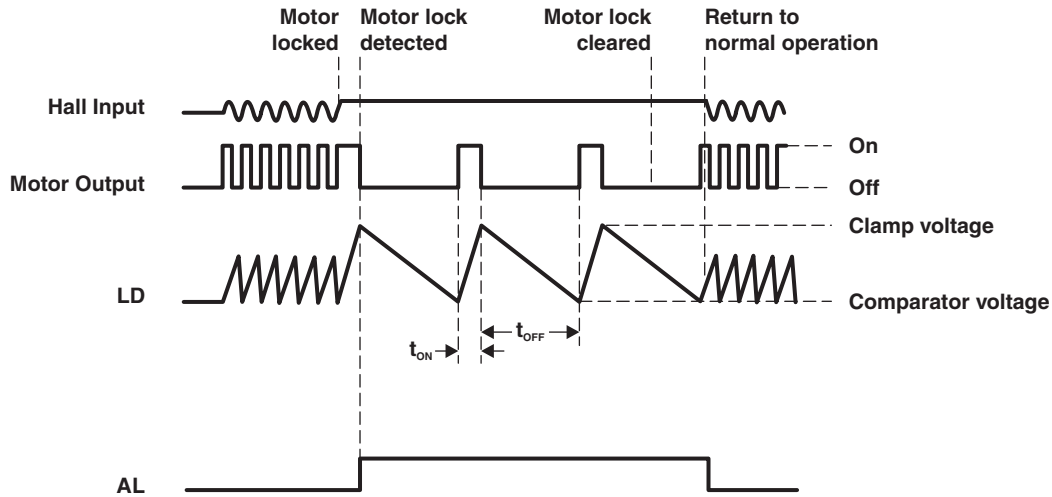 Motor
locked
Motor lock
detected
Motor lock
cleared
Return to
normal operation
Hall Input
Motor Output
On
Off
LD
Clamp voltage
Comparator voltage
tON
tOFF
AL